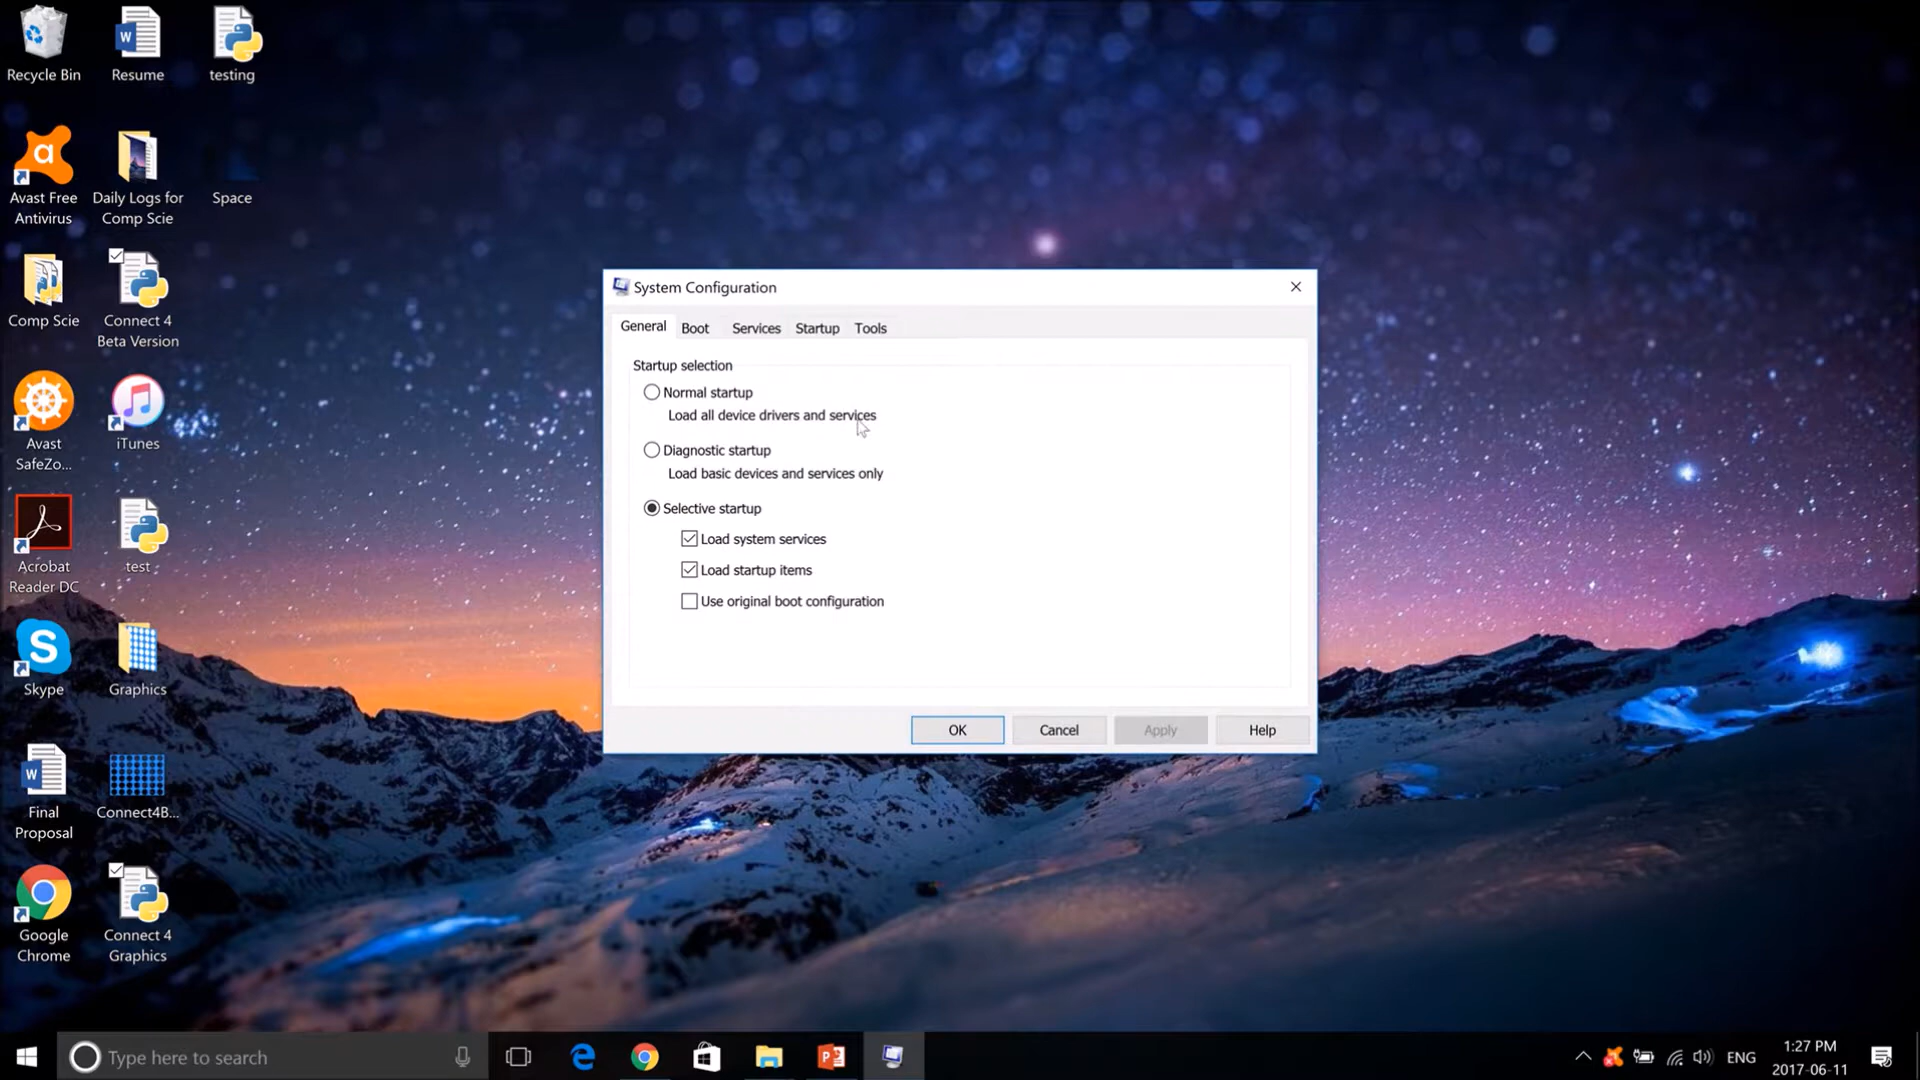 Recycle Bin
Resume
testing
Avast Free
Antivirus
Daily Logs for
Comp Scie
Space
Comp Scie
Connect 4
Beta Version
Avast
SafeZo...
iTunes
Acrobat
Reader DC
test
Skype
Graphics
Final
Proposal
Connect4B...
Google
Chrome
Connect 4
Graphics
System Configuration
General
Boot
Services
Startup
Tools
Startup selection
Normal startup
Load all device drivers and services
Diagnostic startup
Load basic devices and services only
Selective startup
Load system services
Load startup items
Use original boot configuration
OK
Cancel
Apply
Help
Type here to search
ENG
1:27 PM
2017-06-11